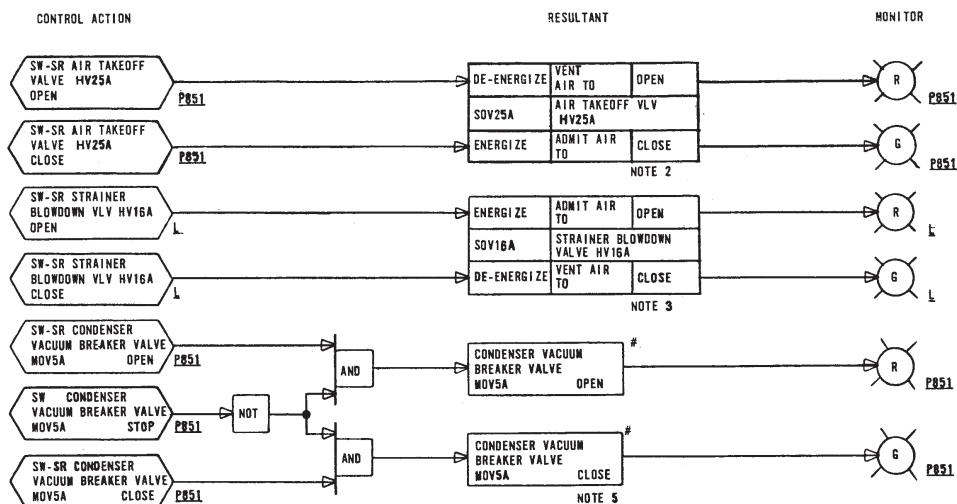 CONTROL ACTION
RESULTANT
MONITOR
SW-SR AIR TAKEOFF
VALVE HV25A
OPEN
P851
DE-ENERGIZE
VENT
AIR TO
OPEN
R
P851
SOV25A
AIR TAKEOFF VLV
HV25A
SW-SR AIR TAKEOFF
VALVE HV25A
CLOSE
P851
ENERGIZE
ADMIT AIR
TO
CLOSE
G
P851
NOTE 2
SW-SR STRAINER
BLOWDOWN VLV HV16A
OPEN
L
ENERGIZE
ADMIT AIR
TO
OPEN
R
L
SOV16A
STRAINER BLOWDOWN
VALVE HV16A
SW-SR STRAINER
BLOWDOWN VLV HV16A
CLOSE
L
DE-ENERGIZE
VENT AIR
TO
CLOSE
G
L
NOTE 3
SW-SR CONDENSER
VACUUM BREAKER VALVE
MOV5A OPEN
P851
AND
CONDENSER VACUUM
BREAKER VALVE
MOV5A OPEN
#
R
P851
SW CONDENSER
VACUUM BREAKER VALVE
MOV5A STOP
P851
NOT
SW-SR CONDENSER
VACUUM BREAKER VALVE
MOV5A CLOSE
P851
AND
CONDENSER VACUUM
BREAKER VALVE
MOV5A CLOSE
#
G
P851
NOTE 5